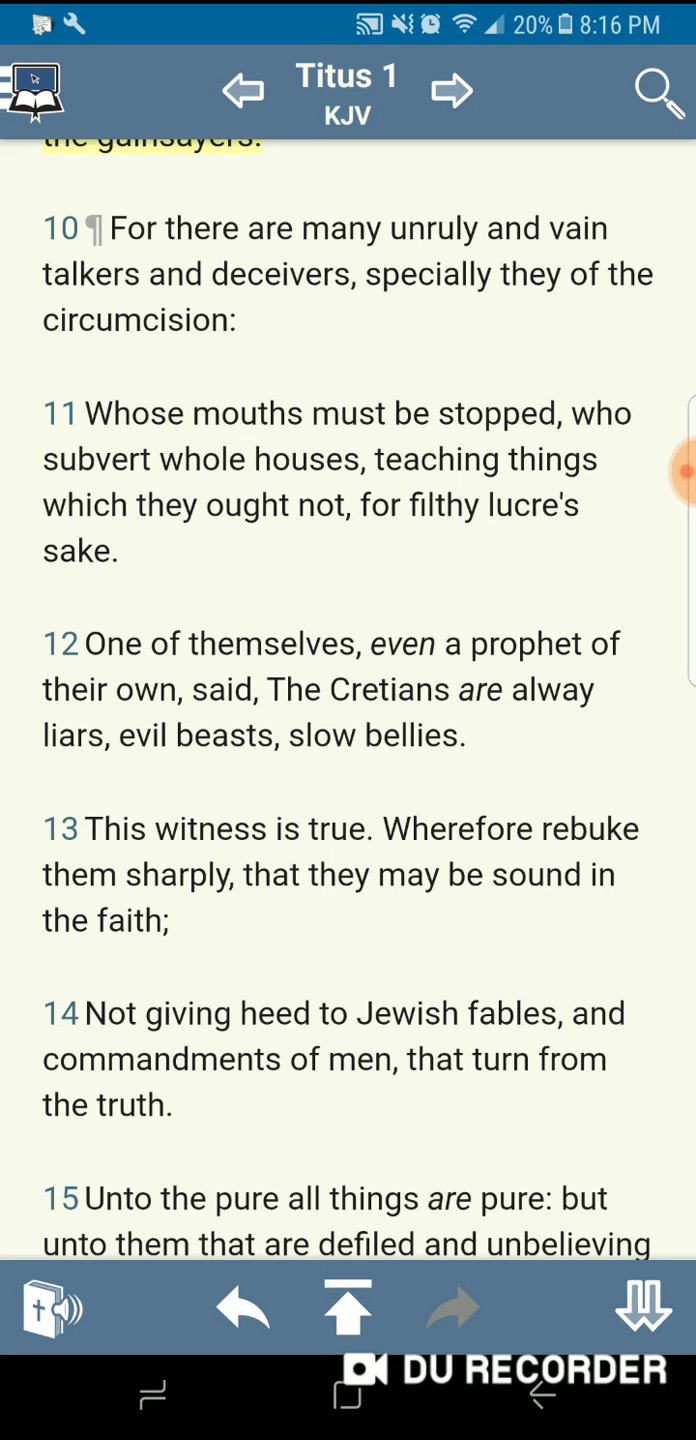 20% 8:16 PM
Titus 1
KJV
the gainsayers.
10 ¶ For there are many unruly and vain
talkers and deceivers, specially they of the
circumcision:
11 Whose mouths must be stopped, who
subvert whole houses, teaching things
which they ought not, for filthy lucre's
sake.
12 One of themselves, even a prophet of
their own, said, The Cretians are alway
liars, evil beasts, slow bellies.
13 This witness is true. Wherefore rebuke
them sharply, that they may be sound in
the faith;
14 Not giving heed to Jewish fables, and
commandments of men, that turn from
the truth.
15 Unto the pure all things are pure: but
unto them that are defiled and unbelieving
DU RECORDER